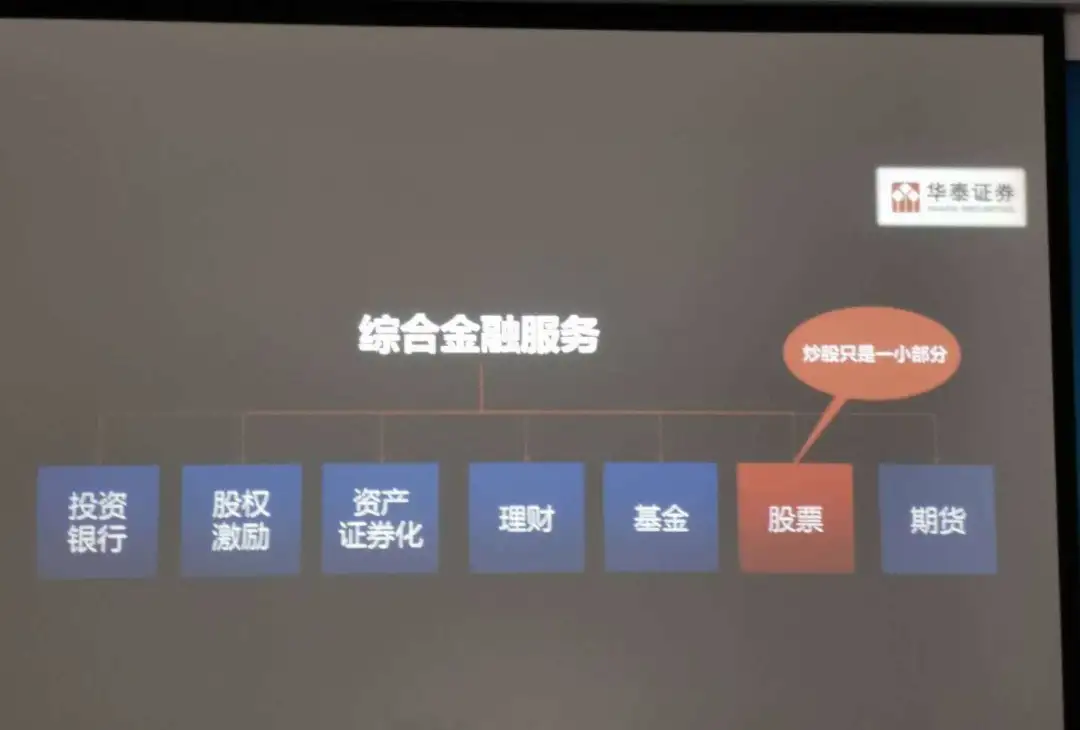 华泰证券
综合金融服务
炒股只是一小部分
投资
银行
股权
激励
资产
证券化
理财
基金
股票
期货